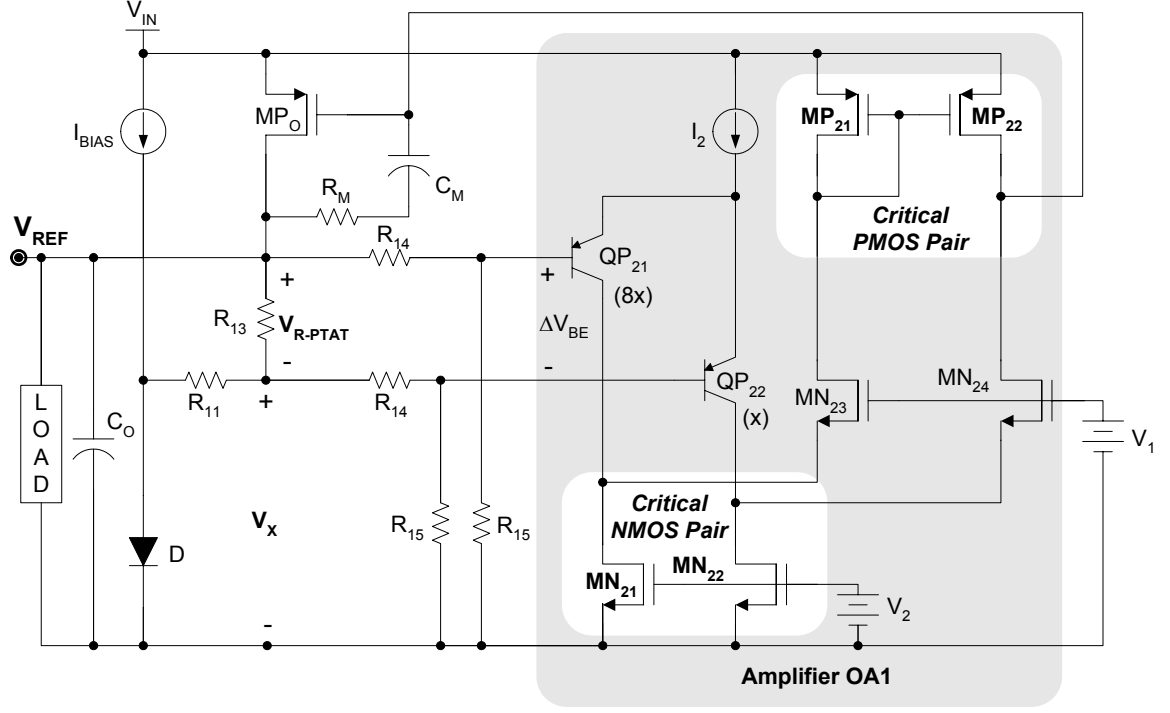 V_IN
MP_O
I_BIAS
C_M
R_M
I_2
MP_21
MP_22
Critical
PMOS Pair
V_REF
R_14
QP_21
(8x)
+
+
R_13
V_R-PTAT
ΔV_BE
-
-
R_11
+
R_14
QP_22
(x)
MN_23
MN_24
L
O
A
D
C_O
V_1
V_X
R_15
R_15
Critical
NMOS Pair
D
MN_21
MN_22
V_2
-
Amplifier OA1